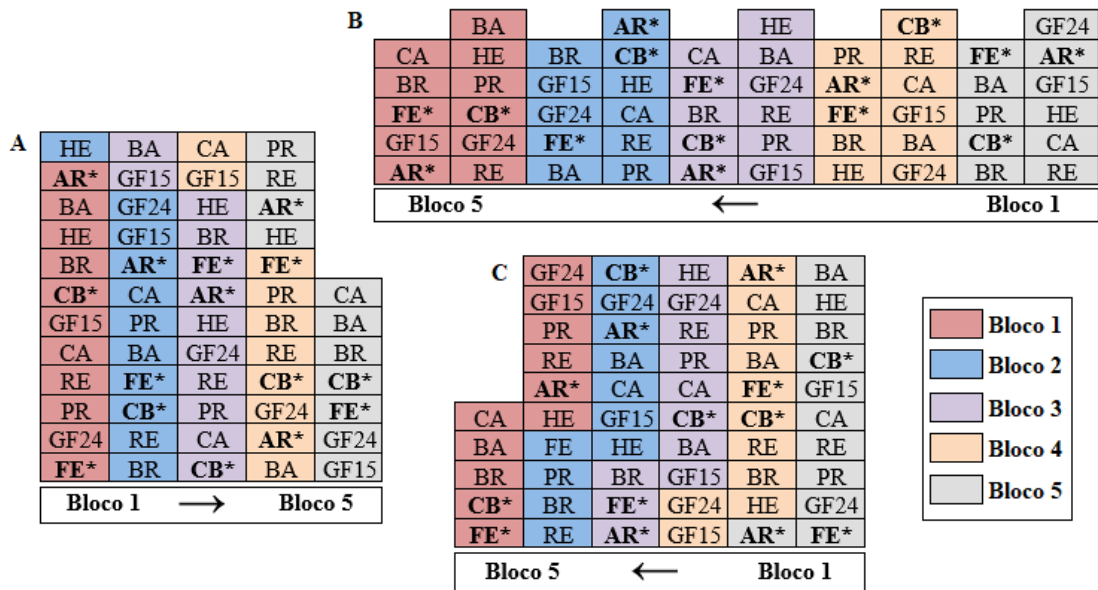 A
HE BA CA PR
AR* GF15 GF15 RE
BA GF24 HE AR*
HE GF15 BR HE
BR AR* FE* FE*
CB* CA AR* PR CA
GF15 PR HE BR BA
CA BA GF24 RE BR
RE FE* RE CB* CB*
PR CB* PR GF24 FE*
GF24 RE CA AR* GF24
FE* BR CB* BA GF15
Bloco 1 → Bloco 5
B
BA AR* HE CB* GF24
CA HE BR CB* CA BA PR RE FE* AR*
BR PR GF15 HE FE* GF24 AR* CA BA GF15
FE* CB* GF24 CA BR RE FE* GF15 PR HE
GF15 GF24 FE* RE CB* PR BR BA CB* CA
AR* RE BA PR AR* GF15 HE GF24 BR RE
Bloco 5 ← Bloco 1
C
GF24 CB* HE AR* BA
GF15 GF24 GF24 CA HE
PR AR* RE PR BR
RE BA PR BA CB*
AR* CA CA FE* GF15
CA HE GF15 CB* CB* CA
BA FE HE BA RE RE
BR PR BR GF15 BR PR
CB* BR FE* GF24 HE GF24
FE* RE AR* GF15 AR* FE*
Bloco 5 ← Bloco 1
Bloco 1
Bloco 2
Bloco 3
Bloco 4
Bloco 5